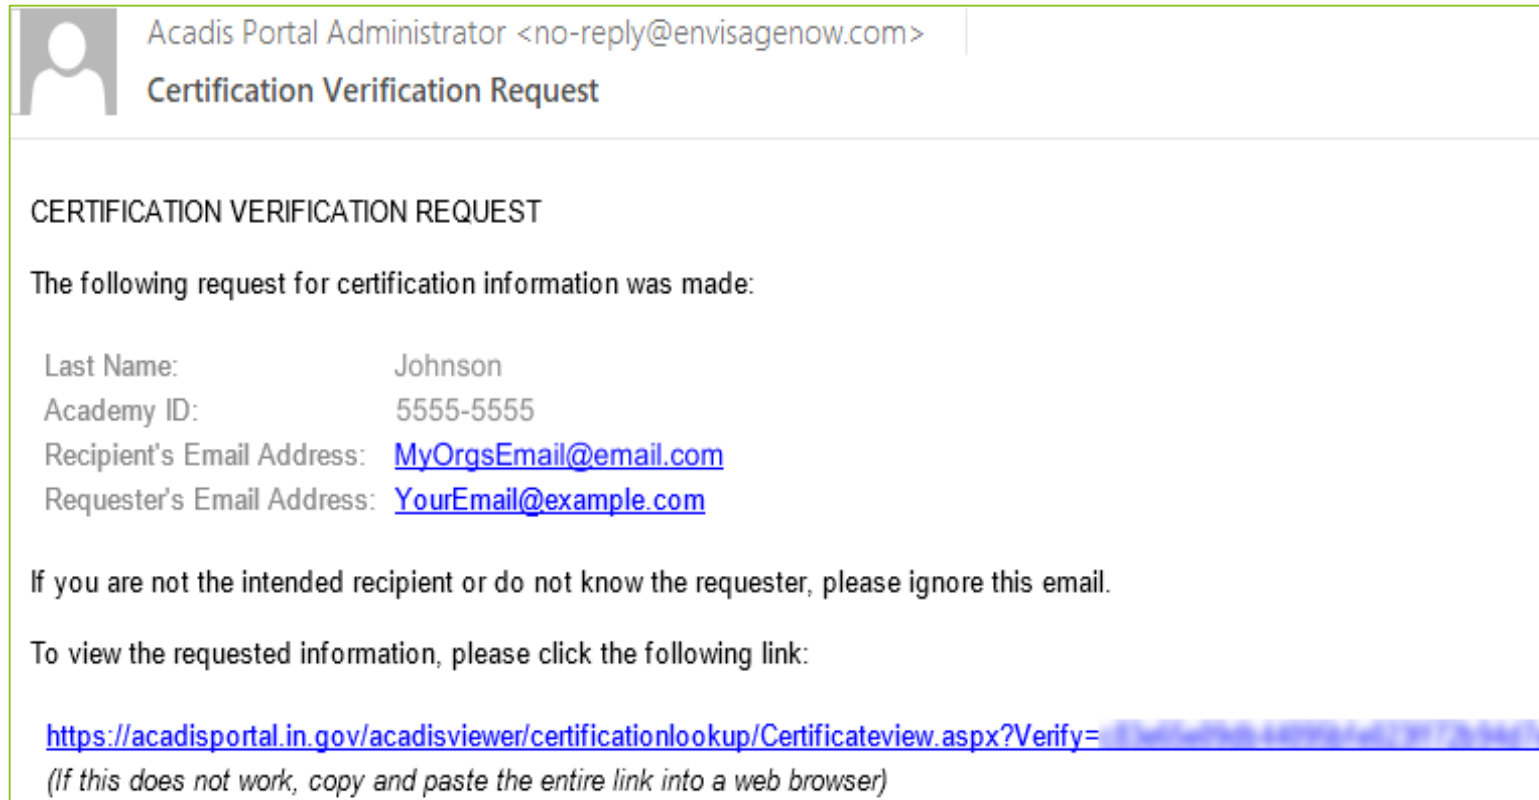 Acadis Portal Administrator <no-reply@envisagenow.com>
Certification Verification Request
CERTIFICATION VERIFICATION REQUEST
The following request for certification information was made:
Last Name: Johnson
Academy ID: 5555-5555
Recipient's Email Address: MyOrgsEmail@email.com
Requester's Email Address: YourEmail@example.com
If you are not the intended recipient or do not know the requester, please ignore this email.
To view the requested information, please click the following link:
https://acadisportal.in.gov/acadisviewer/certificationlookup/Certificateview.aspx?Verify=
(If this does not work, copy and paste the entire link into a web browser)